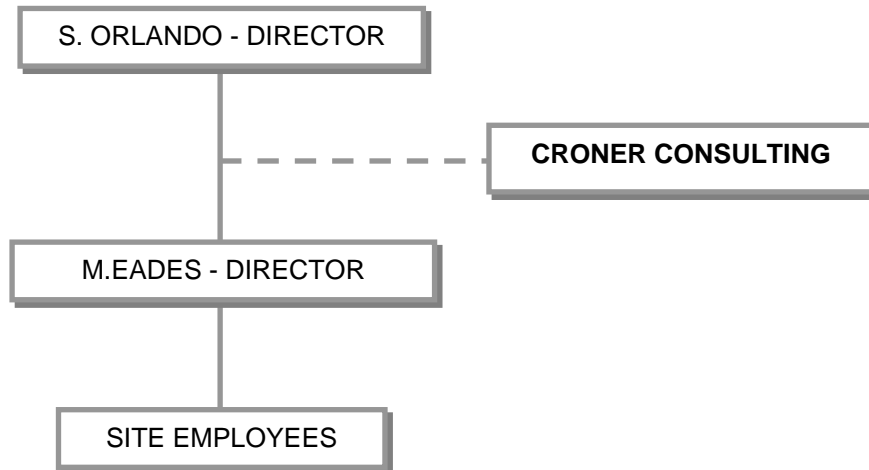 S. ORLANDO - DIRECTOR
CRONER CONSULTING
M.EADES - DIRECTOR
SITE EMPLOYEES